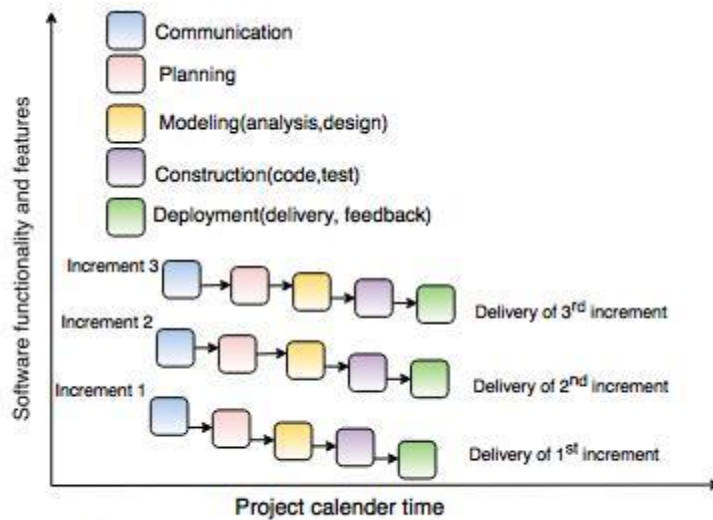 Communication
Planning
Modeling(analysis,design)
Construction(code,test)
Deployment(delivery, feedback)
Software functionality and features
Increment 3
Delivery of 3rd increment
Increment 2
Delivery of 2nd increment
Increment 1
Delivery of 1st increment
Project calender time